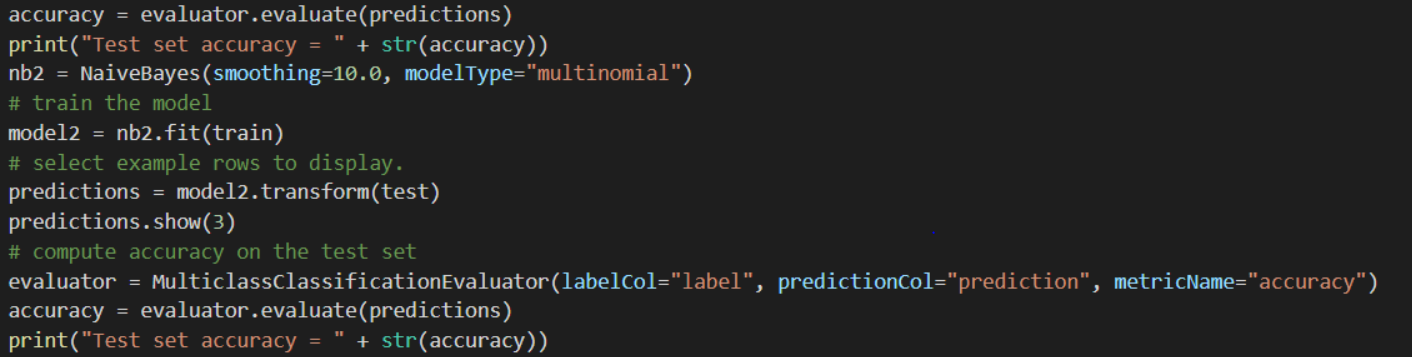 accuracy = evaluator.evaluate(predictions)
print("Test set accuracy = " + str(accuracy))
nb2 = NaiveBayes(smoothing=10.0, modelType="multinomial")
# train the model
model2 = nb2.fit(train)
# select example rows to display.
predictions = model2.transform(test)
predictions.show(3)
# compute accuracy on the test set
evaluator = MulticlassClassificationEvaluator(labelCol="label", predictionCol="prediction", metricName="accuracy")
accuracy = evaluator.evaluate(predictions)
print("Test set accuracy = " + str(accuracy))